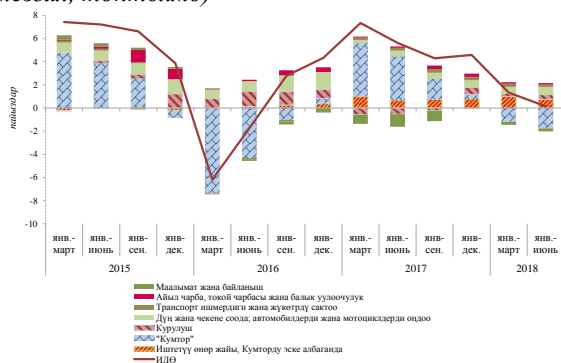 пайыздар
8
6
4
2
0
-2
-4
-6
-8
-10
янв.-март янв.-июнь янв-сен. янв-дек. янв.-март янв.-июнь янв-сен. янв-дек. янв.-март янв.-июнь янв-сен. янв-дек. янв.-март янв.-июнь
2015 2016 2017 2018
Маалымат жана байланыш
Айыл чарба, токой чарбасы жана балык уулоочулук
Транспорт ишмердиги жана жүкөтрдү сактоо
Дүң жана чекене соода; автомобилдерди жана мотоциклдерди оңдоо
Курулуш
"Кумтор"
Иштетүү өнөр жайы, Кумторду эске албаганда
ИДӨ